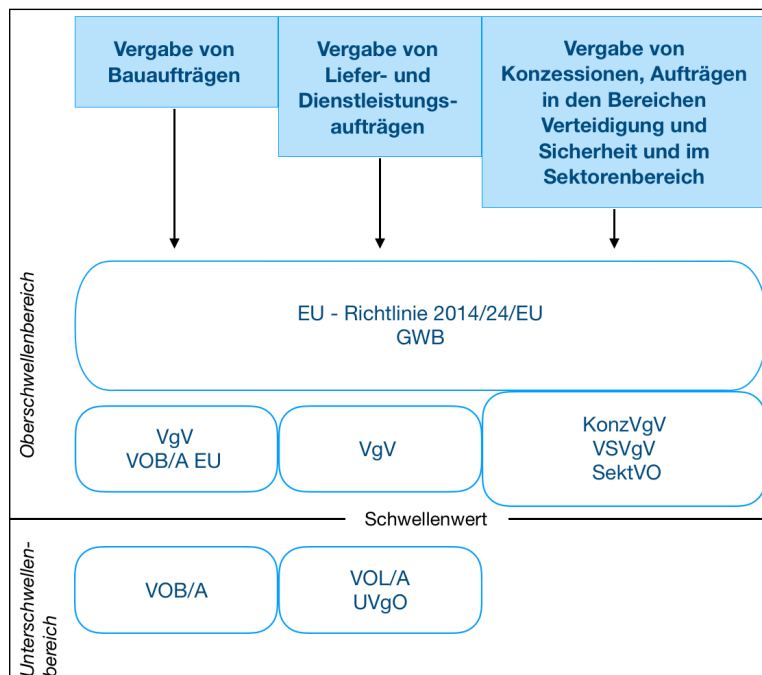 Vergabe von
Bauaufträgen
Vergabe von
Liefer- und
Dienstleistungs-
aufträgen
Vergabe von
Konzessionen, Aufträgen
in den Bereichen
Verteidigung und
Sicherheit und im
Sektorenbereich
Oberschwellenbereich
EU - Richtlinie 2014/24/EU
GWB
VgV
VOB/A EU
VgV
KonzVgV
VSVgV
SektVO
Schwellenwert
Unterschwellen-
bereich
VOB/A
VOL/A
UVgO